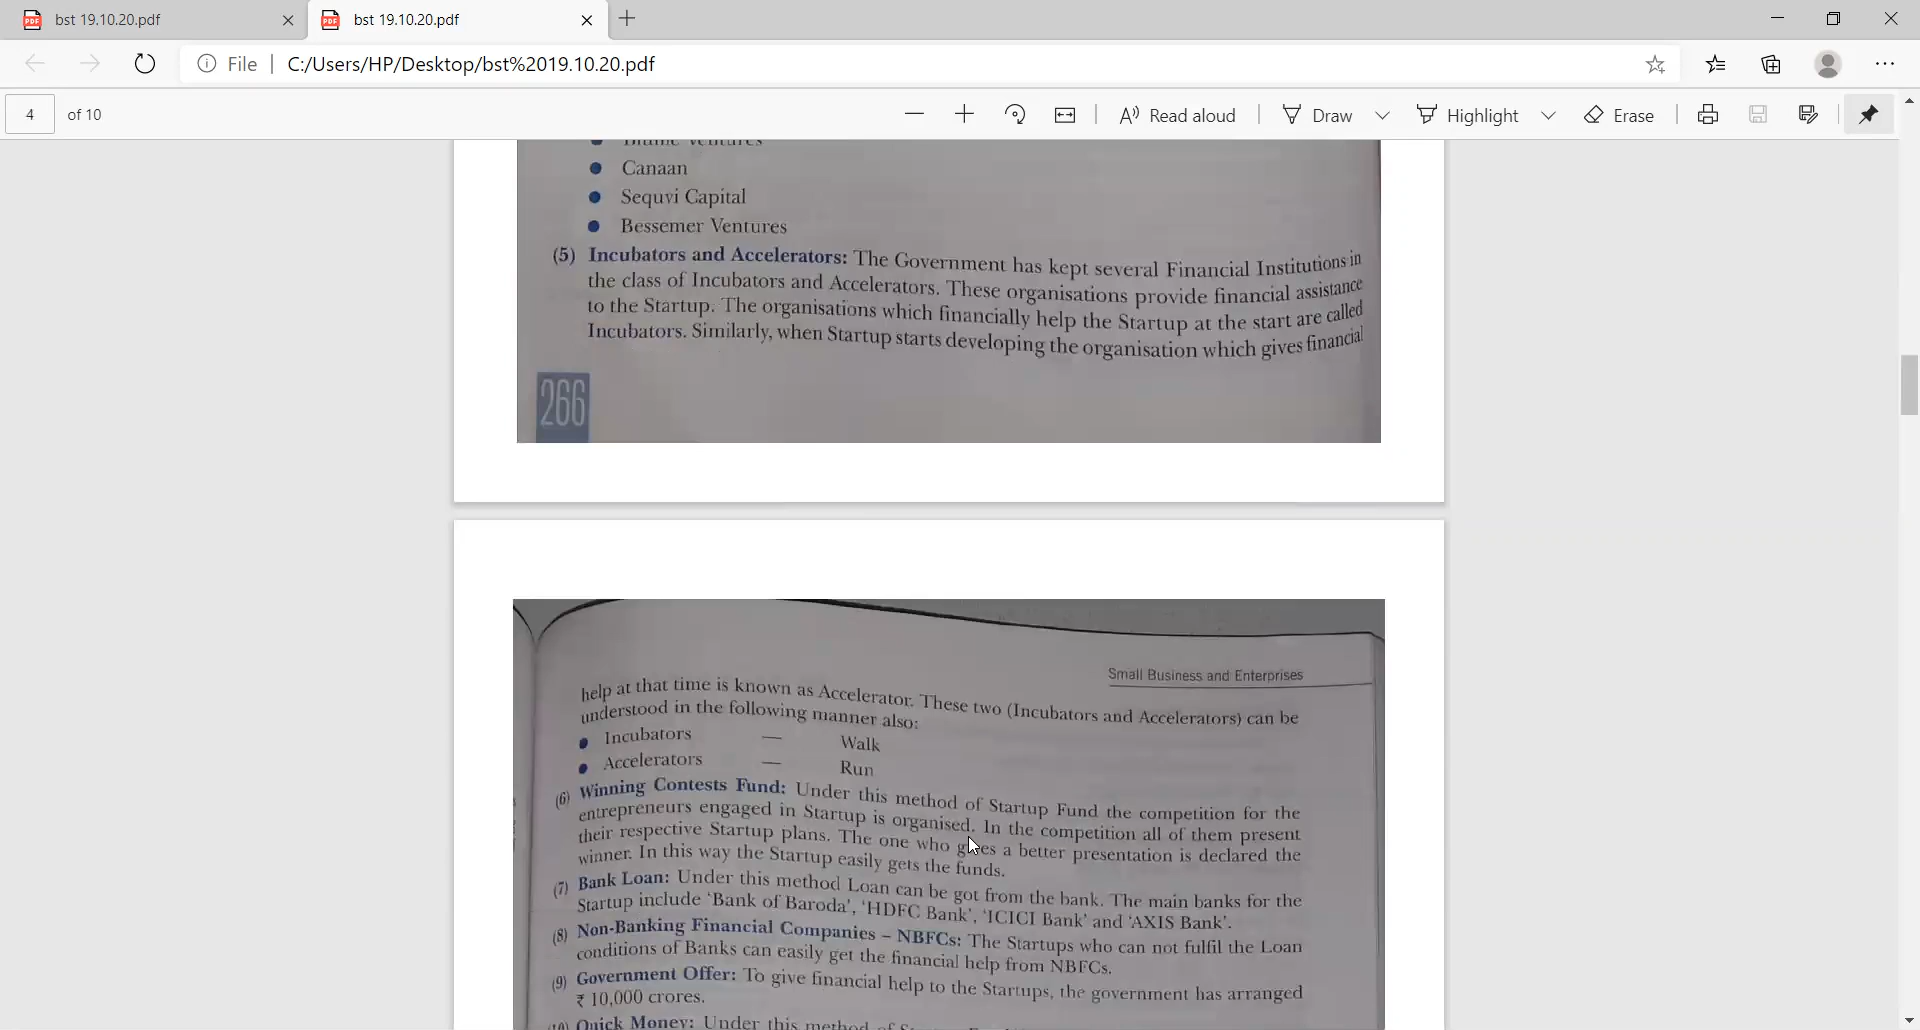 bst 19.10.20.pdf
bst 19.10.20.pdf
File C:/Users/HP/Desktop/bst%2019.10.20.pdf
4 of 10 Read aloud Draw Highlight Erase
Ventures
Canaan
Sequvi Capital
Bessemer Ventures
(5) Incubators and Accelerators: The Government has kept several Financial Institutions in
the class of Incubators and Accelerators. These organisations provide financial assistance
to the Startup. The organisations which financially help the Startup at the start are called
Incubators. Similarly, when Startup starts developing the organisation which gives financial
266
Small Business and Enterprises
help at that time is known as Accelerator. These two (Incubators and Accelerators) can be
understood in the following manner also:
Incubators — Walk
Accelerators — Run
(6) Winning Contests Fund: Under this method of Startup Fund the competition for the
entrepreneurs engaged in Startup is organised. In the competition all of them present
their respective Startup plans. The one who gives a better presentation is declared the
winner. In this way the Startup easily gets the funds.
(7) Bank Loan: Under this method Loan can be got from the bank. The main banks for the
Startup include 'Bank of Baroda', 'HDFC Bank', 'ICICI Bank' and 'AXIS Bank'.
(8) Non-Banking Financial Companies – NBFCs: The Startups who can not fulfil the Loan
conditions of Banks can easily get the financial help from NBFCs.
(9) Government Offer: To give financial help to the Startups, the government has arranged
₹ 10,000 crores.
(10) Quick Money: Under this method of